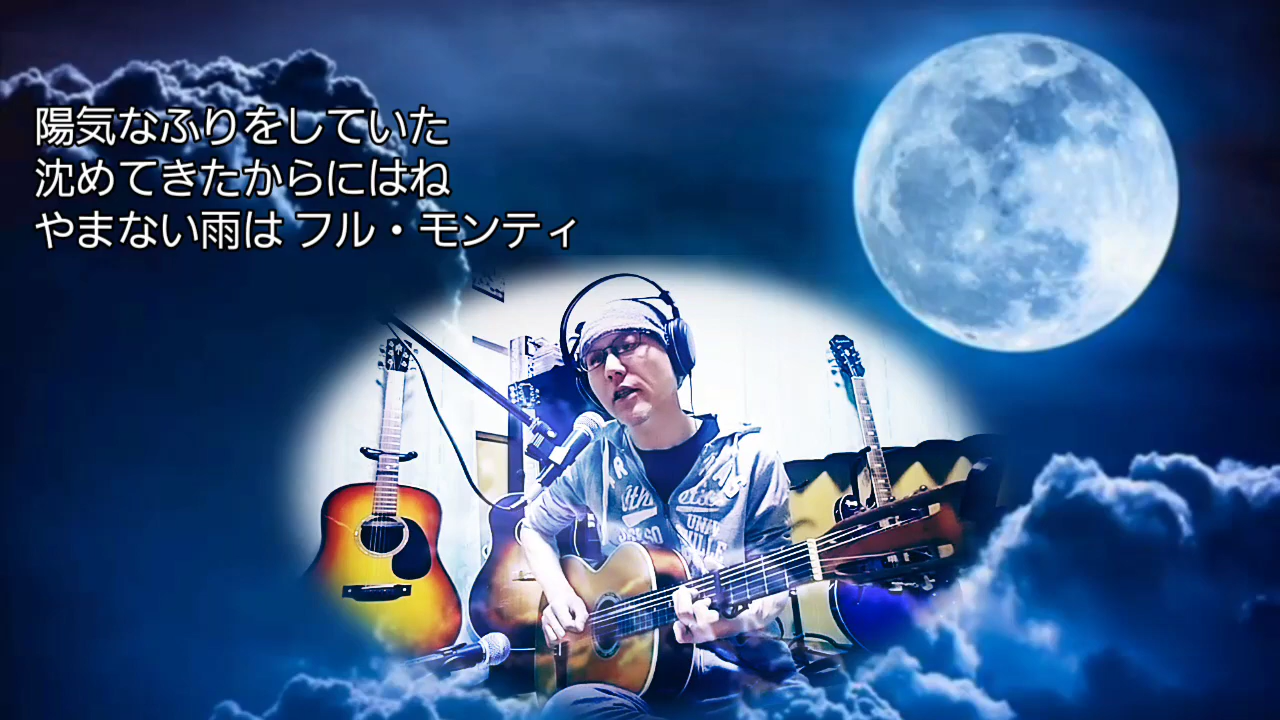 陽気なふりをしていた
沈めてきたからにはね
やまない雨は フル・モンティ